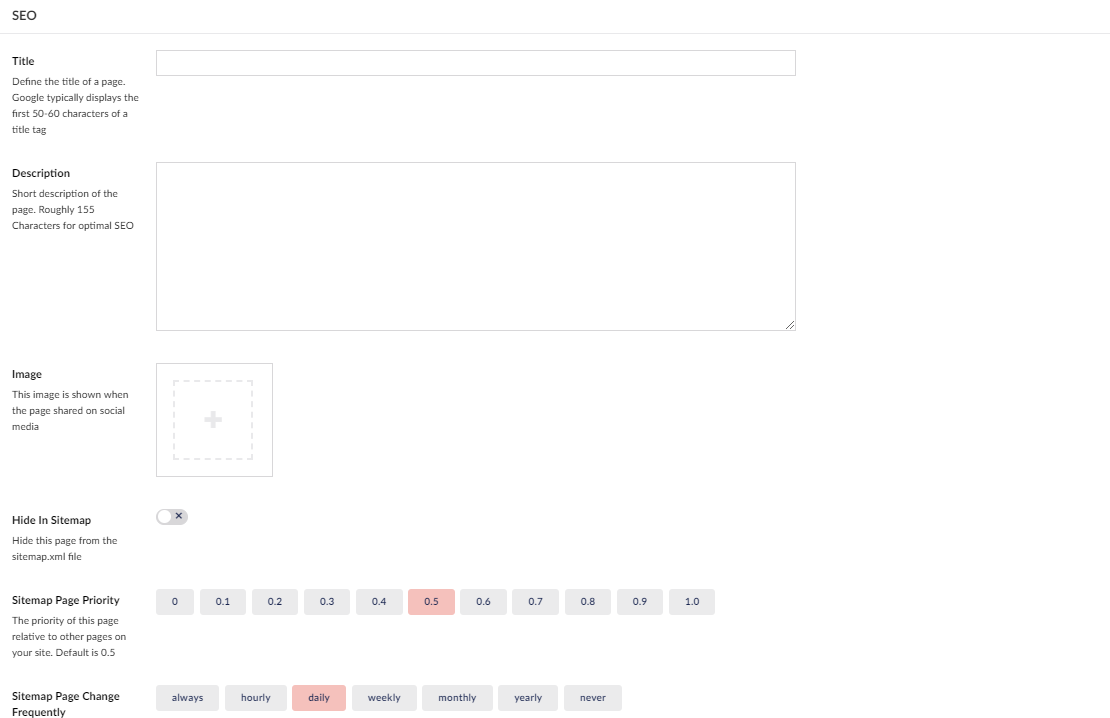 SEO
Title
Define the title of a page.
Google typically displays the
first 50-60 characters of a
title tag
Description
Short description of the
page. Roughly 155
Characters for optimal SEO
Image
This image is shown when
the page shared on social
media
Hide In Sitemap
Hide this page from the
sitemap.xml file
Sitemap Page Priority
The priority of this page
relative to other pages on
your site. Default is 0.5
0 0.1 0.2 0.3 0.4 0.5 0.6 0.7 0.8 0.9 1.0
Sitemap Page Change
Frequently
always hourly daily weekly monthly yearly never